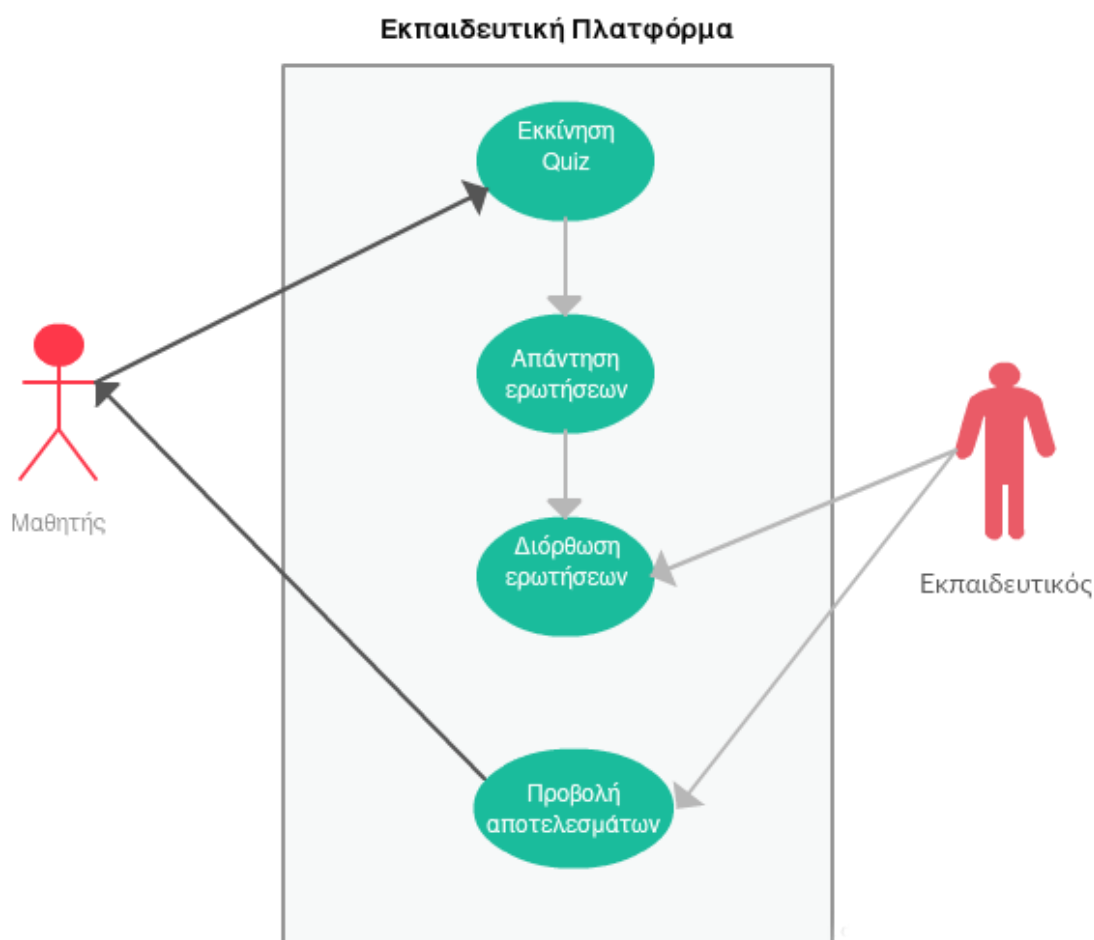 Εκπαιδευτική Πλατφόρμα
Εκκίνηση
Quiz
Απάντηση
ερωτήσεων
Μαθητής
Διόρθωση
ερωτήσεων
Εκπαιδευτικός
Προβολή
αποτελεσμάτων